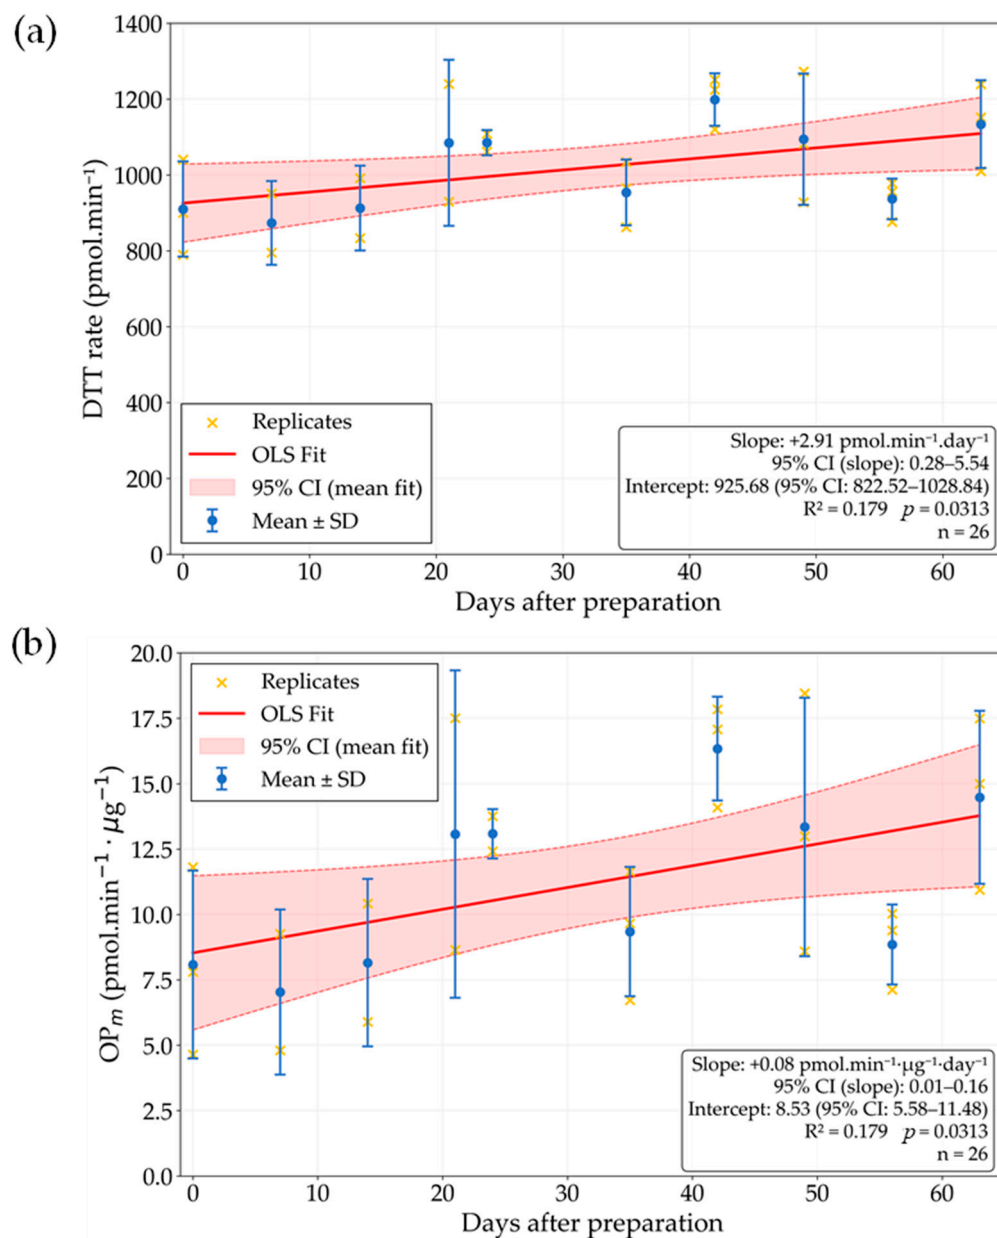 (a)
1400
1200
1000
800
600
400
200
0
DTT rate (pmol.min⁻¹)
Replicates
OLS Fit
95% CI (mean fit)
Mean ± SD
Slope: +2.91 pmol.min⁻¹.day⁻¹
95% CI (slope): 0.28–5.54
Intercept: 925.68 (95% CI: 822.52–1028.84)
R² = 0.179 p = 0.0313
n = 26
0 10 20 30 40 50 60
Days after preparation
(b)
20.0
17.5
15.0
12.5
10.0
7.5
5.0
2.5
0.0
OPₘ (pmol.min⁻¹ · µg⁻¹)
Replicates
OLS Fit
95% CI (mean fit)
Mean ± SD
Slope: +0.08 pmol.min⁻¹·µg⁻¹·day⁻¹
95% CI (slope): 0.01–0.16
Intercept: 8.53 (95% CI: 5.58–11.48)
R² = 0.179 p = 0.0313
n = 26
0 10 20 30 40 50 60
Days after preparation